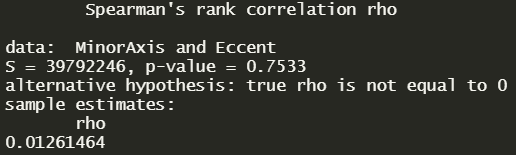 Spearman's rank correlation rho
data:  MinorAxis and Eccent
S = 39792246, p-value = 0.7533
alternative hypothesis: true rho is not equal to 0
sample estimates:
rho
0.01261464